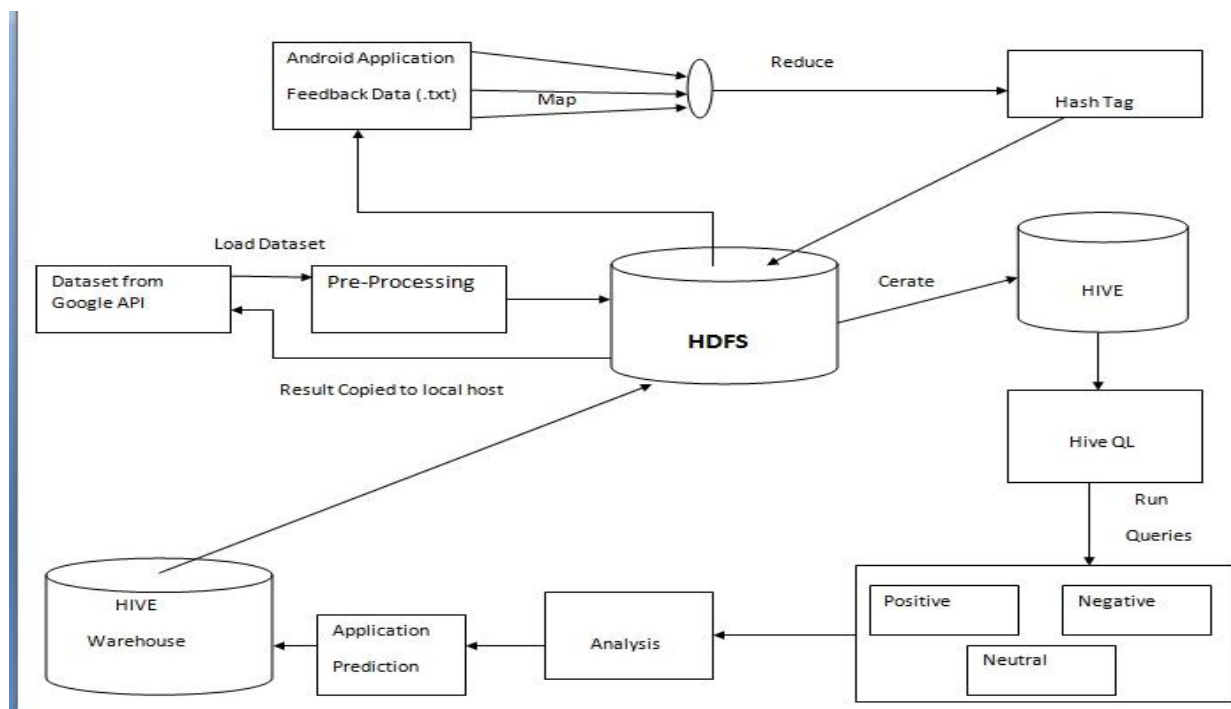 Android Application
Feedback Data (.txt)
Map
Reduce
Hash Tag
Load Dataset
Dataset from
Google API
Pre-Processing
HDFS
Cerate
HIVE
Result Copied to local host
Hive QL
Run
Queries
Positive
Negative
Neutral
Analysis
Application
Prediction
HIVE
Warehouse